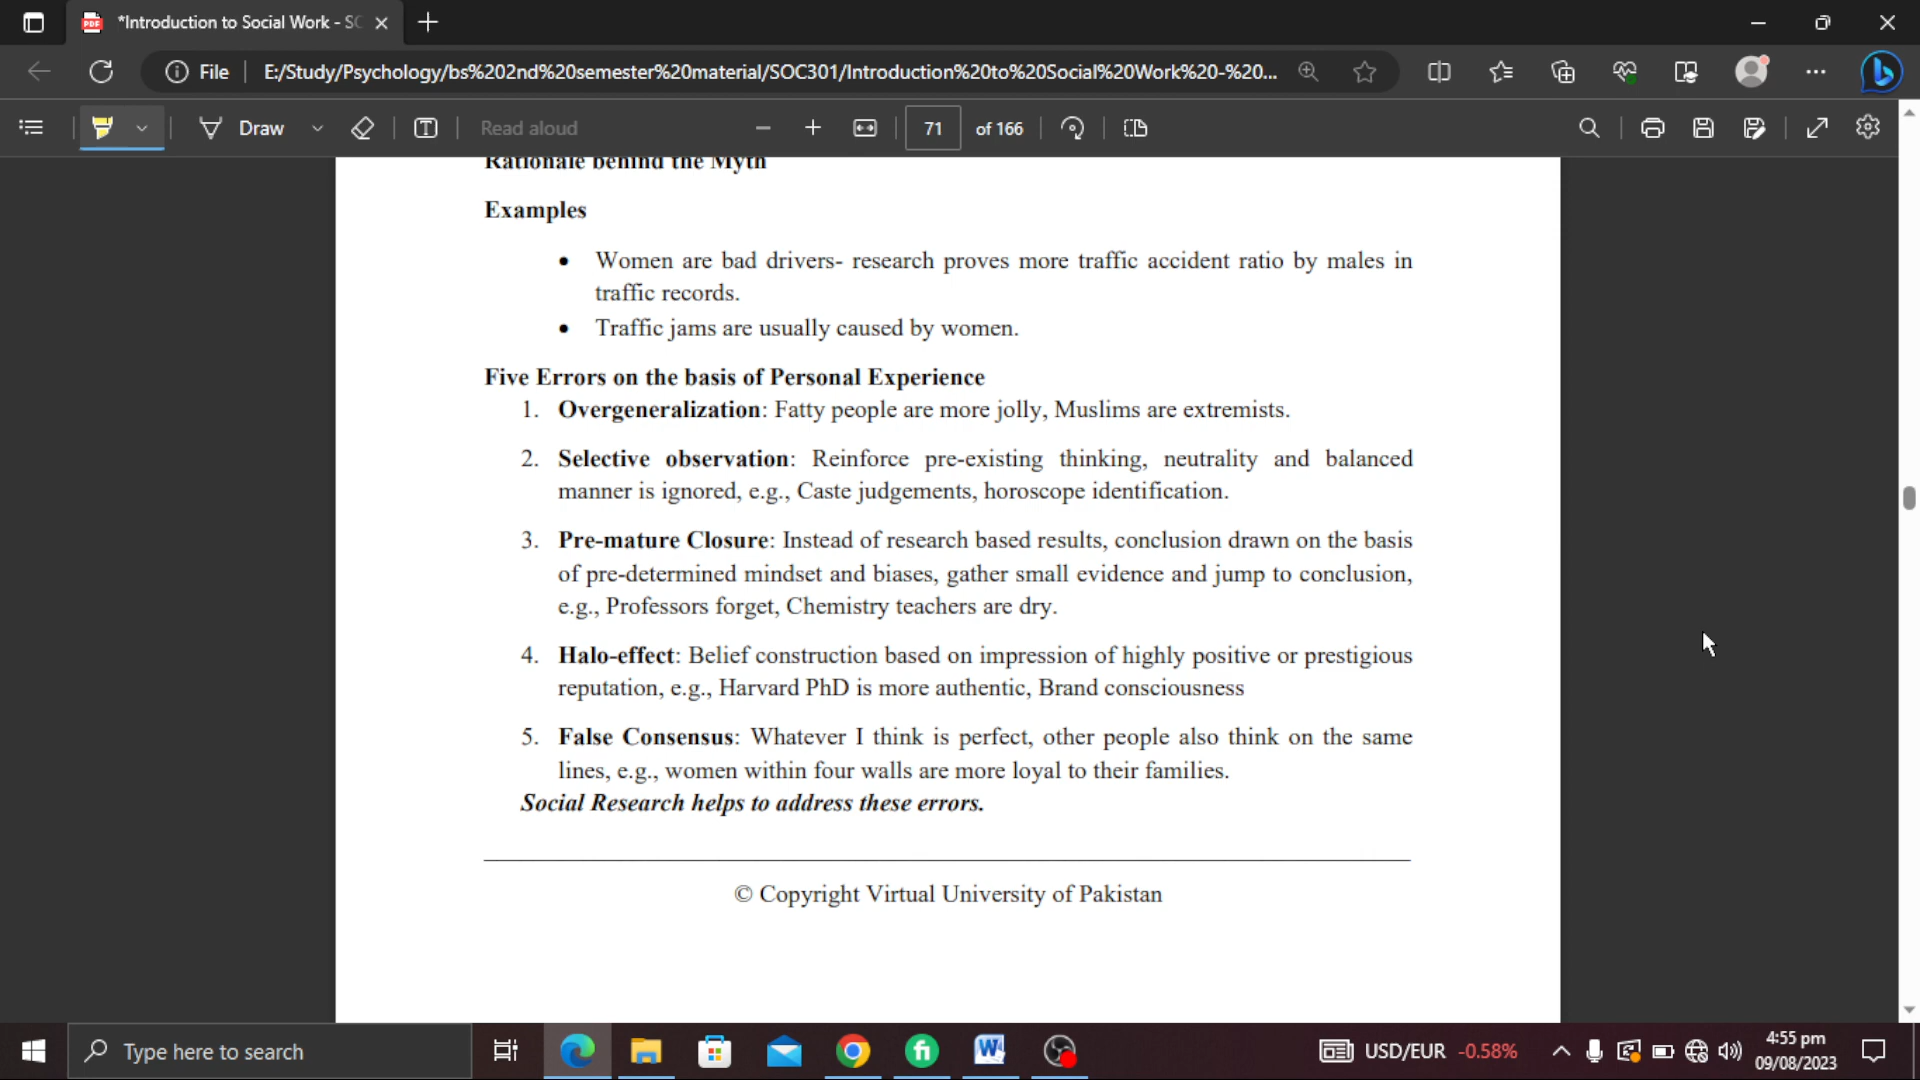 *Introduction to Social Work - SO
File
E:/Study/Psychology/bs%202nd%20semester%20material/SOC301/Introduction%20to%20Social%20Work%20-%20...
Draw
Read aloud
71
of 166
Rationale behind the Myth
Examples
• Women are bad drivers- research proves more traffic accident ratio by males in
traffic records.
• Traffic jams are usually caused by women.
Five Errors on the basis of Personal Experience
1. Overgeneralization: Fatty people are more jolly, Muslims are extremists.
2. Selective observation: Reinforce pre-existing thinking, neutrality and balanced
manner is ignored, e.g., Caste judgements, horoscope identification.
3. Pre-mature Closure: Instead of research based results, conclusion drawn on the basis
of pre-determined mindset and biases, gather small evidence and jump to conclusion,
e.g., Professors forget, Chemistry teachers are dry.
4. Halo-effect: Belief construction based on impression of highly positive or prestigious
reputation, e.g., Harvard PhD is more authentic, Brand consciousness
5. False Consensus: Whatever I think is perfect, other people also think on the same
lines, e.g., women within four walls are more loyal to their families.
Social Research helps to address these errors.
© Copyright Virtual University of Pakistan
Type here to search
USD/EUR -0.58%
4:55 pm
09/08/2023